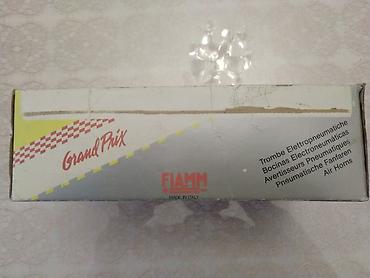 Grand Prix
FIAMM
MADE IN ITALY
Trombe Elettropneumatiche
Bocinas Electroneumáticas
Avertisseurs Pneumatiques
Pneumatische Fanfaren
Air Horns